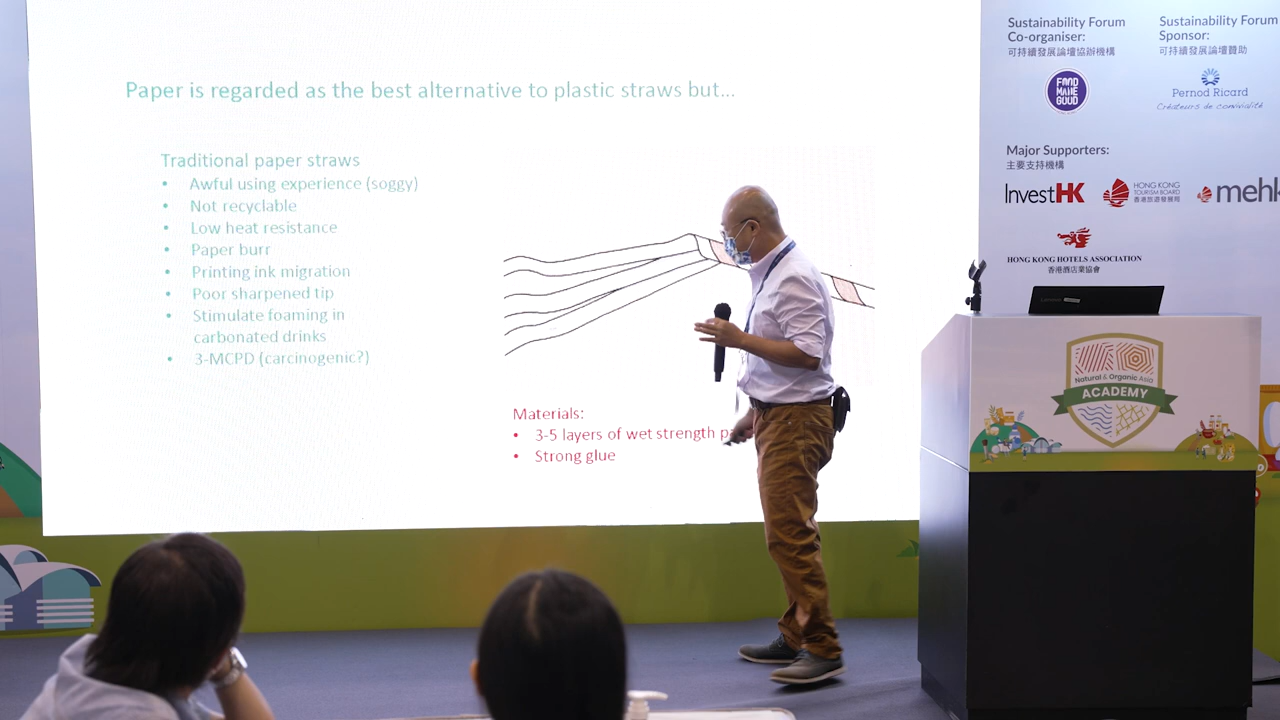 Paper is regarded as the best alternative to plastic straws but...
Traditional paper straws
• Awful using experience (soggy)
• Not recyclable
• Low heat resistance
• Paper burr
• Printing ink migration
• Poor sharpened tip
• Stimulate foaming in
carbonated drinks
• 3-MCPD (carcinogenic?)
Materials:
• 3-5 layers of wet strength
• Strong glue
Sustainability Forum
Co-organiser:
可持續發展論壇協辦機構
FOOD
MADE
GOOD
Sustainability Forum
Sponsor:
可持續發展論壇贊助
Pernod Ricard
Créateurs de convivialité
Major Supporters:
主要支持機構
InvestHK
HONG KONG
TOURISM BOARD
香港旅遊發展局
mehk
HONG KONG HOTELS ASSOCIATION
香港酒店業協會
Lenovo
Natural & Organic Asia
ACADEMY